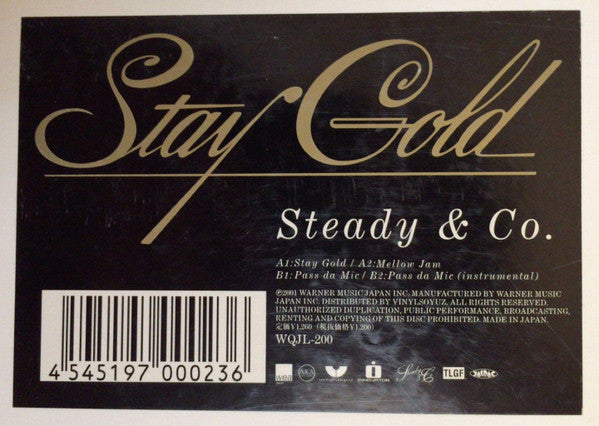 Stay Gold
Steady & Co.
A1:Stay Gold / A2:Mellow Jam
B1:Pass da Mic / B2:Pass da Mic (instrumental)
℗2001 WARNER MUSIC JAPAN INC. MANUFACTURED BY WARNER MUSIC
JAPAN INC. DISTRIBUTED BY VINYLSOYUZ, ALL RIGHTS RESERVED.
UNAUTHORIZED DUPLICATION, PUBLIC PERFORMANCE, BROADCASTING,
RENTING AND COPYING OF THIS DISC PROHIBITED. MADE IN JAPAN.
定価¥1,260 (税抜価格¥1,200)
WQJL-200
4 545197 000236
TLGF